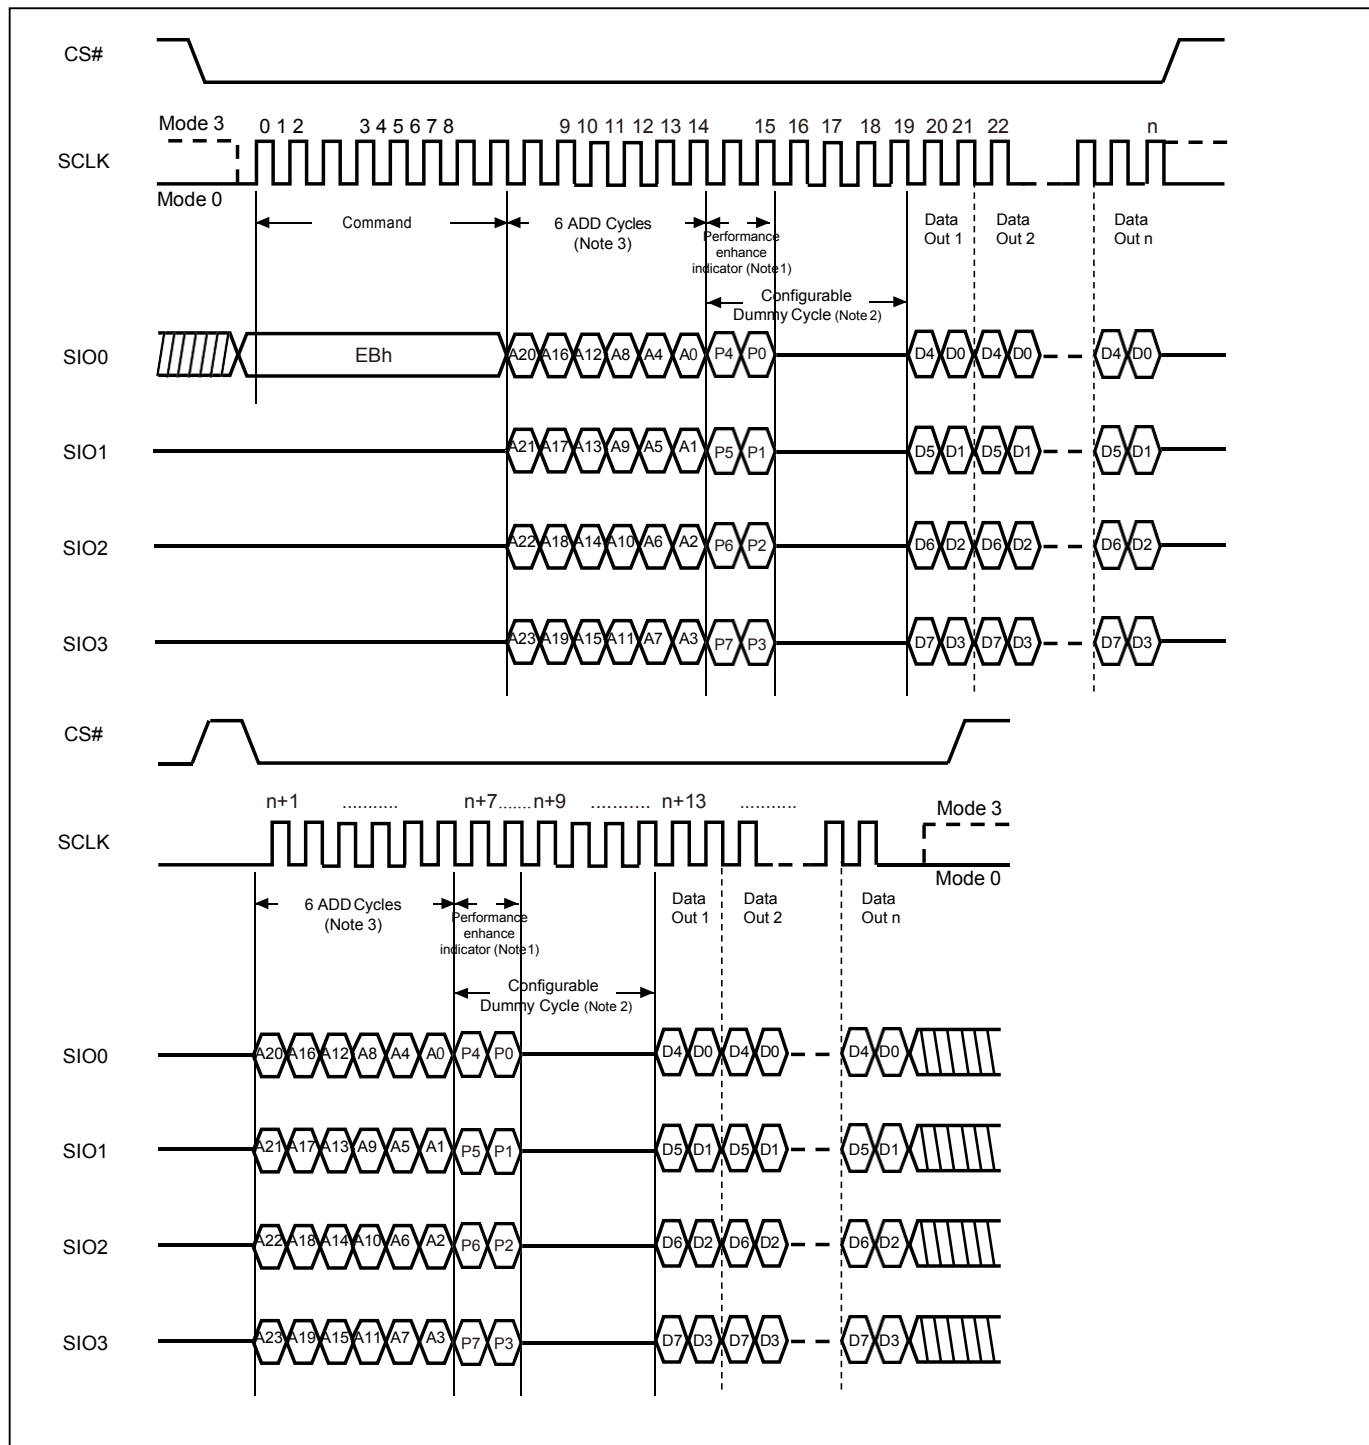 CS#
Mode 3
0 1 2 3 4 5 6 7 8 9 10 11 12 13 14 15 16 17 18 19 20 21 22 n
SCLK
Mode 0
Command
6 ADD Cycles
(Note 3)
Performance
enhance
indicator (Note 1)
Data
Out 1
Data
Out 2
Data
Out n
Configurable
Dummy Cycle (Note 2)
SIO0 EBh A20 A16 A12 A8 A4 A0 P4 P0 D4 D0 D4 D0 D4 D0
SIO1 A21 A17 A13 A9 A5 A1 P5 P1 D5 D1 D5 D1 D5 D1
SIO2 A22 A18 A14 A10 A6 A2 P6 P2 D6 D2 D6 D2 D6 D2
SIO3 A23 A19 A15 A11 A7 A3 P7 P3 D7 D3 D7 D3 D7 D3
CS#
n+1 ........... n+7.......n+9 ........... n+13 ...........
Mode 3
SCLK
Mode 0
6 ADD Cycles
(Note 3)
Performance
enhance
indicator (Note 1)
Data
Out 1
Data
Out 2
Data
Out n
Configurable
Dummy Cycle (Note 2)
SIO0 A20 A16 A12 A8 A4 A0 P4 P0 D4 D0 D4 D0 D4 D0
SIO1 A21 A17 A13 A9 A5 A1 P5 P1 D5 D1 D5 D1 D5 D1
SIO2 A22 A18 A14 A10 A6 A2 P6 P2 D6 D2 D6 D2 D6 D2
SIO3 A23 A19 A15 A11 A7 A3 P7 P3 D7 D3 D7 D3 D7 D3